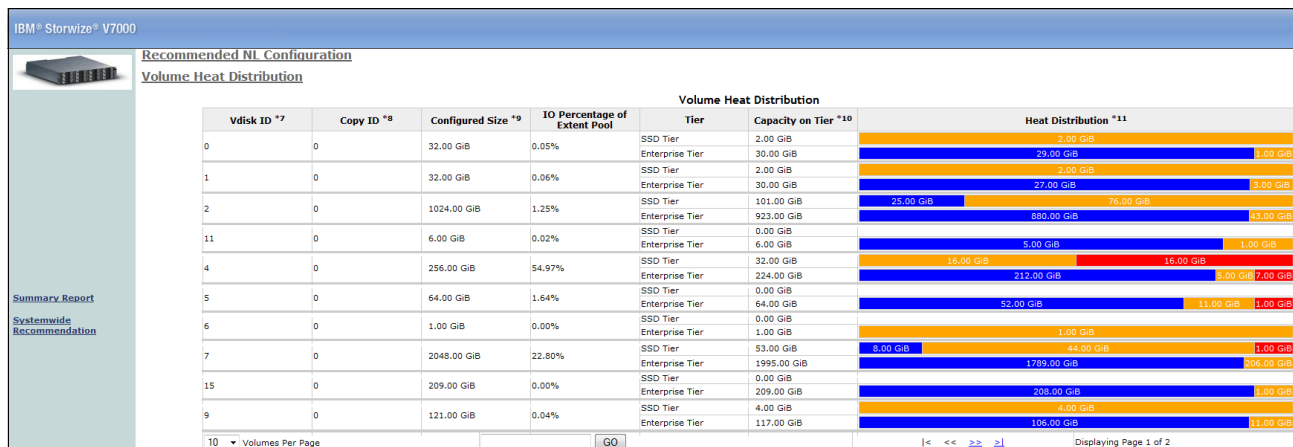 IBM® Storwize® V7000
Recommended NL Configuration
Volume Heat Distribution
Volume Heat Distribution
Vdisk ID *7 Copy ID *8 Configured Size *9 IO Percentage of Extent Pool Tier Capacity on Tier *10 Heat Distribution *11
0 0 32.00 GiB 0.05% SSD Tier 2.00 GiB 2.00 GiB
Enterprise Tier 30.00 GiB 29.00 GiB 1.00 GiB
1 0 32.00 GiB 0.06% SSD Tier 2.00 GiB 2.00 GiB
Enterprise Tier 30.00 GiB 27.00 GiB 3.00 GiB
2 0 1024.00 GiB 1.25% SSD Tier 101.00 GiB 25.00 GiB 76.00 GiB
Enterprise Tier 923.00 GiB 880.00 GiB 43.00 GiB
11 0 6.00 GiB 0.02% SSD Tier 0.00 GiB
Enterprise Tier 6.00 GiB 5.00 GiB 1.00 GiB
4 0 256.00 GiB 54.97% SSD Tier 32.00 GiB 16.00 GiB 16.00 GiB
Enterprise Tier 224.00 GiB 212.00 GiB 5.00 GiB 7.00 GiB
5 0 64.00 GiB 1.64% SSD Tier 0.00 GiB
Enterprise Tier 64.00 GiB 52.00 GiB 11.00 GiB 1.00 GiB
6 0 1.00 GiB 0.00% SSD Tier 0.00 GiB
Enterprise Tier 1.00 GiB 1.00 GiB
7 0 2048.00 GiB 22.80% SSD Tier 53.00 GiB 8.00 GiB 44.00 GiB 1.00 GiB
Enterprise Tier 1995.00 GiB 1789.00 GiB 206.00 GiB
15 0 209.00 GiB 0.00% SSD Tier 0.00 GiB
Enterprise Tier 209.00 GiB 208.00 GiB 1.00 GiB
9 0 121.00 GiB 0.04% SSD Tier 4.00 GiB 4.00 GiB
Enterprise Tier 117.00 GiB 106.00 GiB 11.00 GiB
10 Volumes Per Page GO |< << >> >| Displaying Page 1 of 2
Summary Report
Systemwide
Recommendation